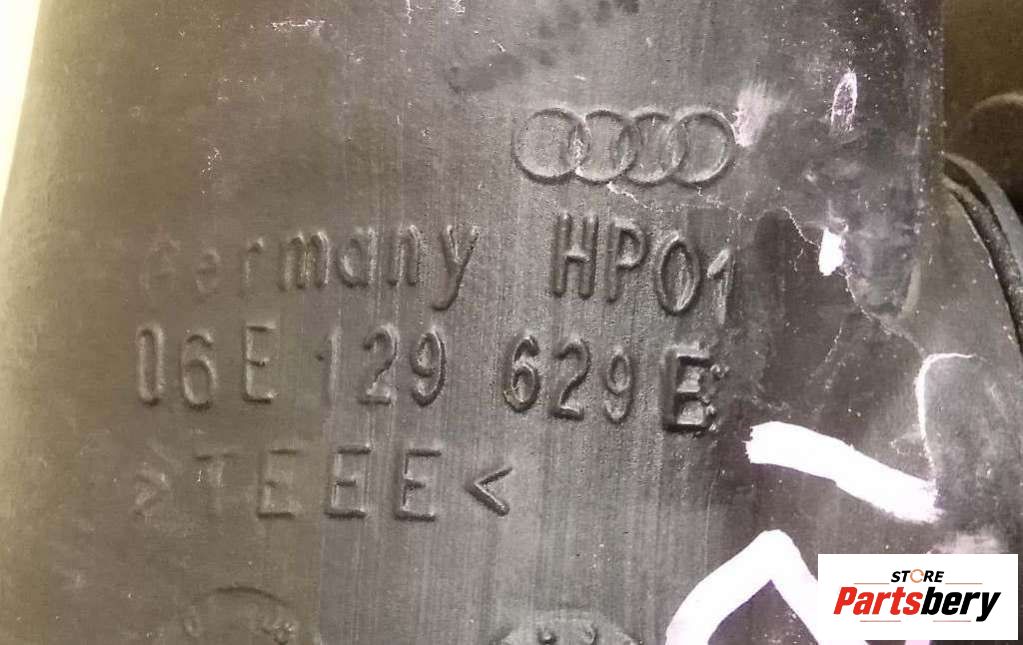 Germany HP01
06E 129 629 E
>TEEE<
STORE
Partsbery